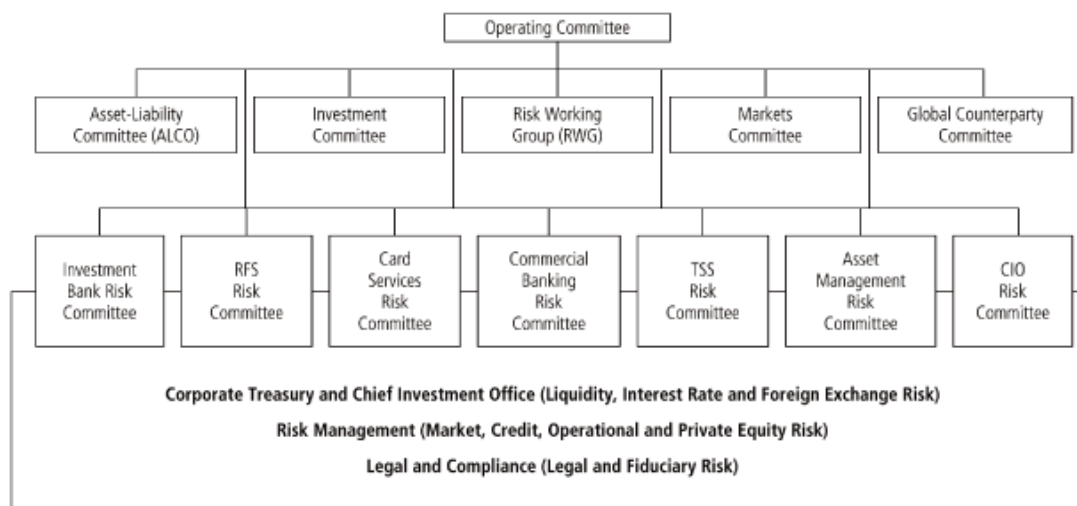 Operating Committee
Asset-Liability
Committee (ALCO)
Investment
Committee
Risk Working
Group (RWG)
Markets
Committee
Global Counterparty
Committee
Investment
Bank Risk
Committee
RFS
Risk
Committee
Card
Services
Risk
Committee
Commercial
Banking
Risk
Committee
TSS
Risk
Committee
Asset
Management
Risk
Committee
CIO
Risk
Committee
Corporate Treasury and Chief Investment Office (Liquidity, Interest Rate and Foreign Exchange Risk)
Risk Management (Market, Credit, Operational and Private Equity Risk)
Legal and Compliance (Legal and Fiduciary Risk)